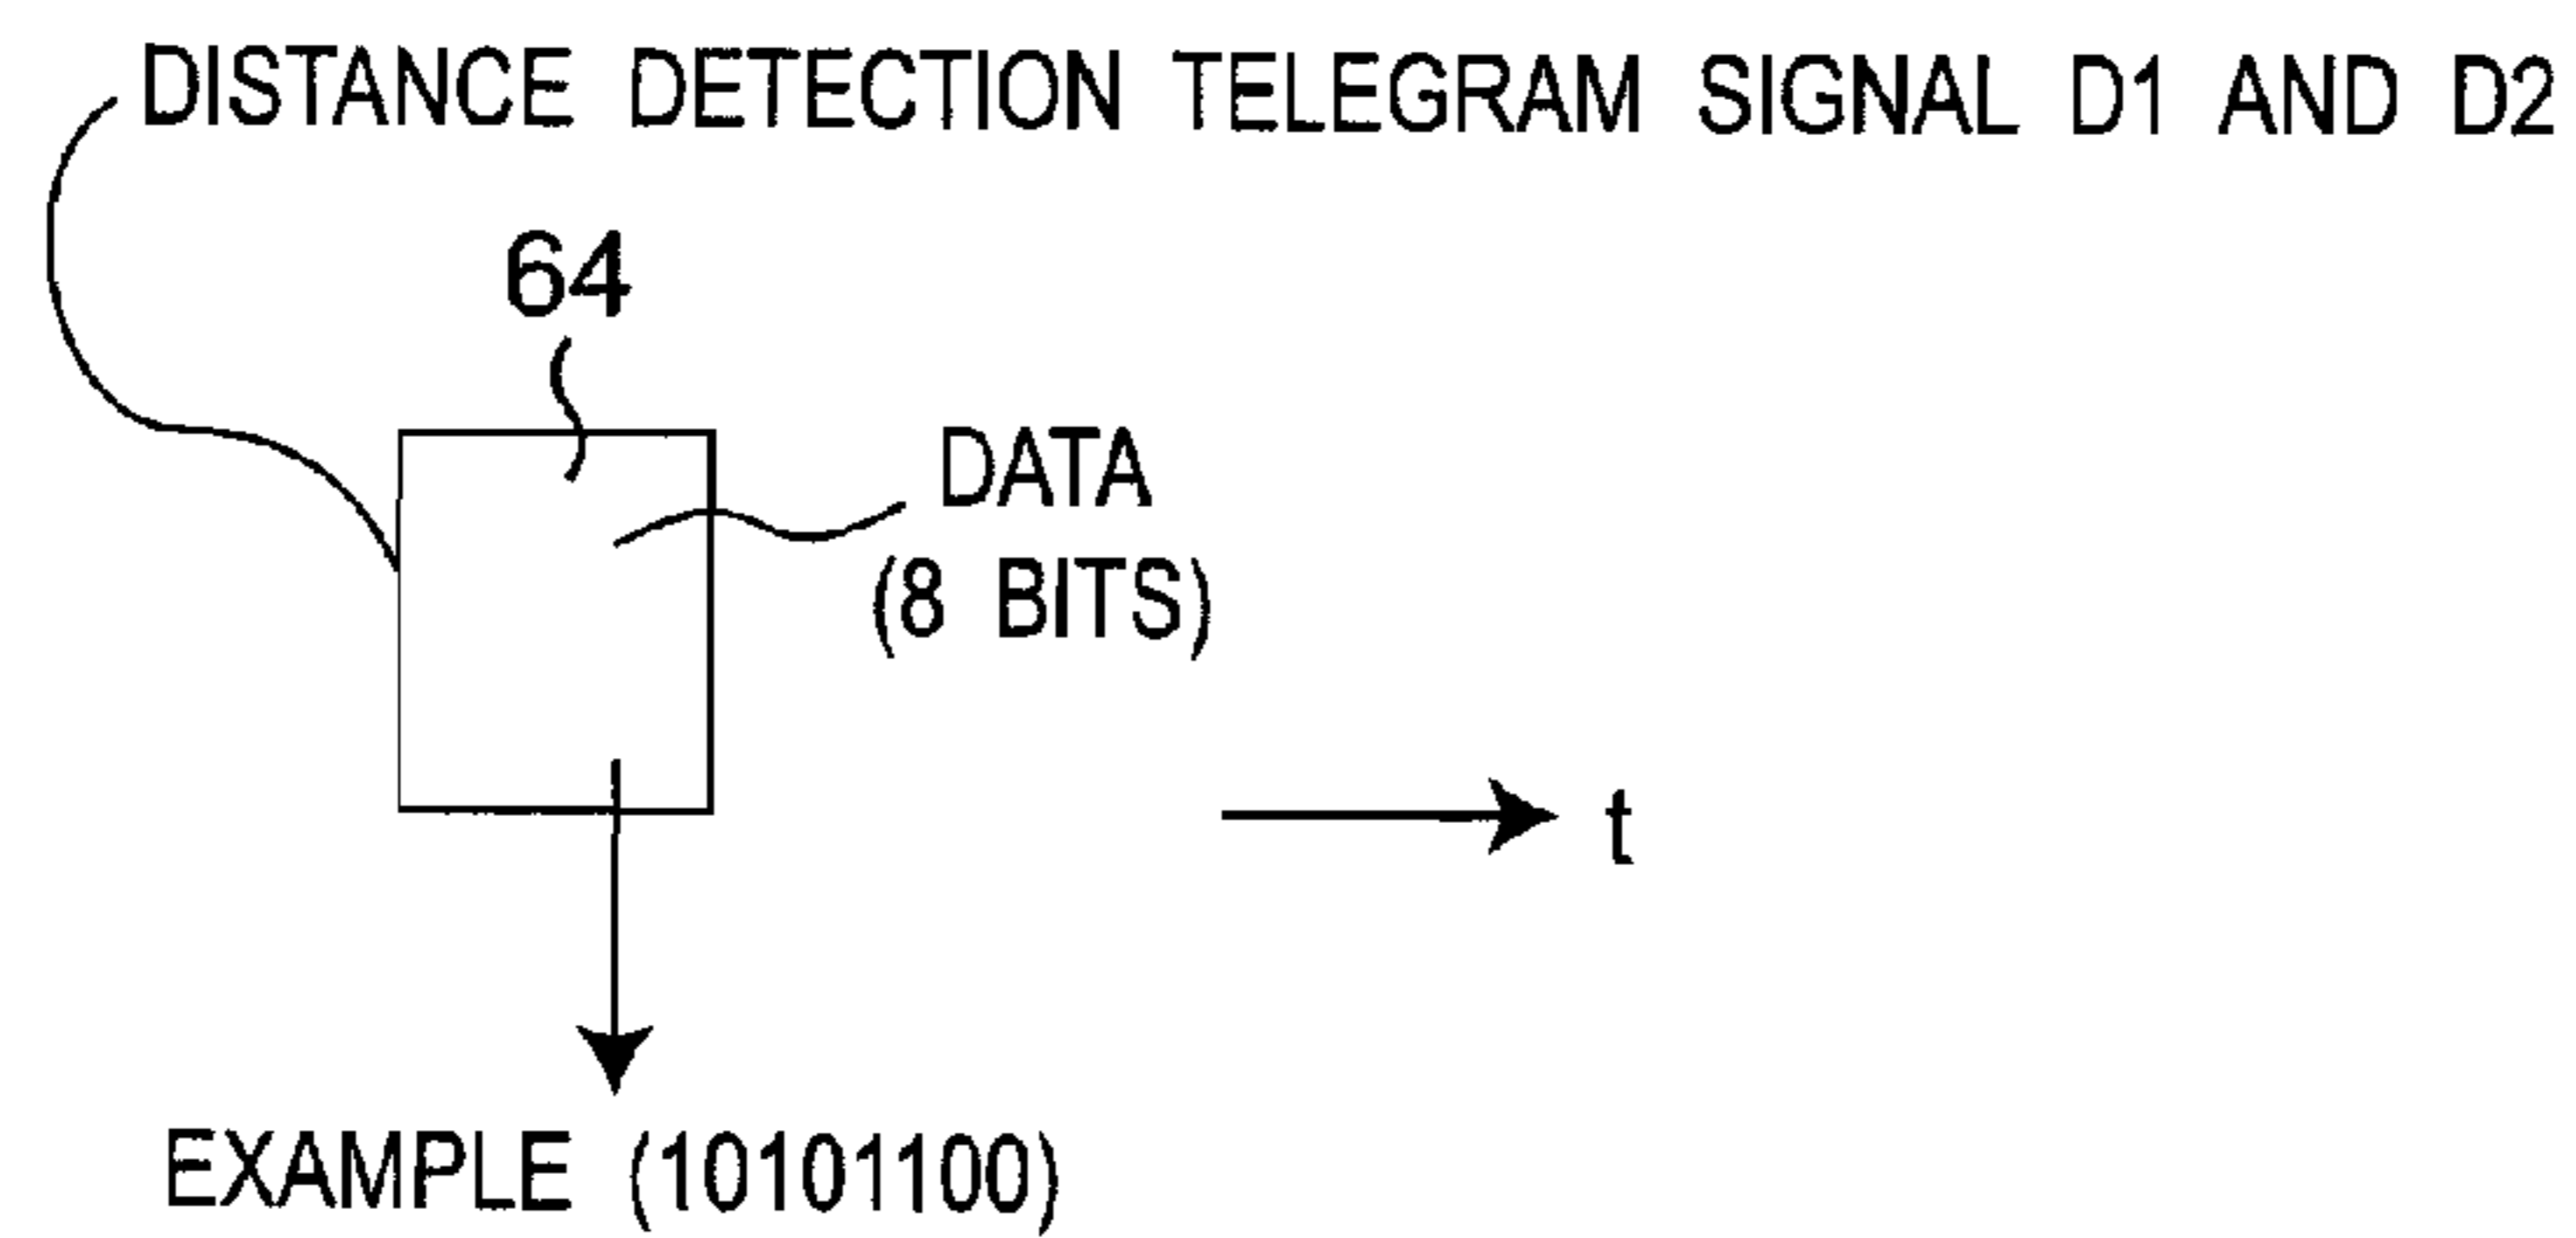 DISTANCE DETECTION TELEGRAM SIGNAL D1 AND D2
64
DATA
(8 BITS)
t
EXAMPLE (10101100)